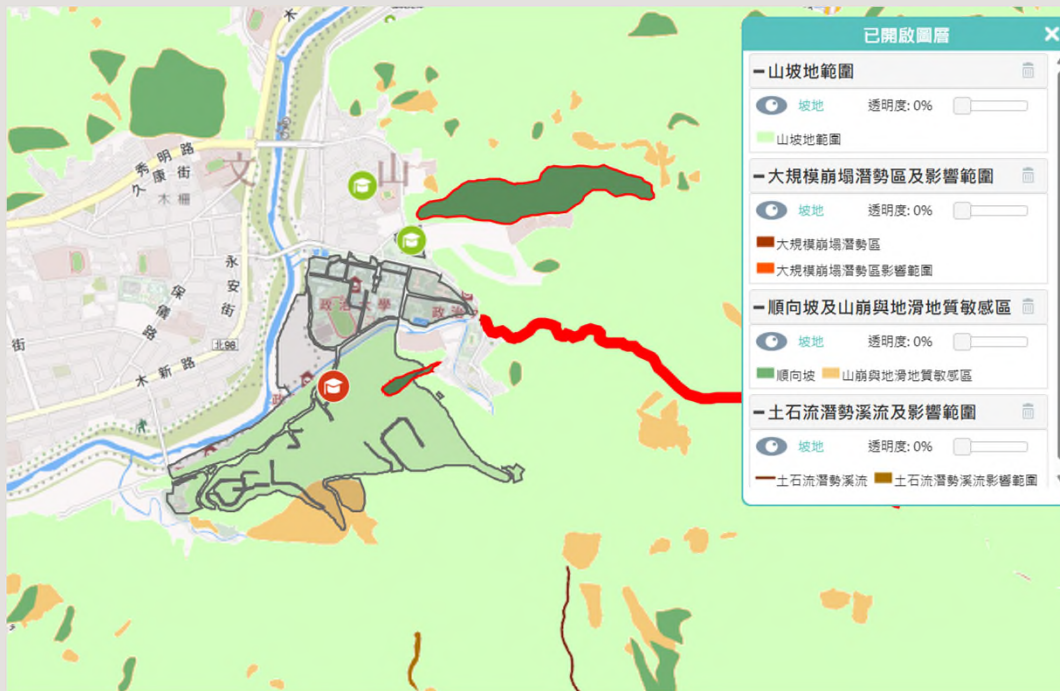 已開啟圖層
山坡地範圍
坡地 透明度: 0%
山坡地範圍
大規模崩塌潛勢區及影響範圍
坡地 透明度: 0%
大規模崩塌潛勢區
大規模崩塌潛勢區影響範圍
順向坡及山崩與地滑地質敏感區
坡地 透明度: 0%
順向坡 山崩與地滑地質敏感區
土石流潛勢溪流及影響範圍
坡地 透明度: 0%
土石流潛勢溪流 土石流潛勢溪流影響範圍
木
秀明路
久康街
木柵
文山
永安街
保儀路
北98
木新路
街
政治大學
政治
政